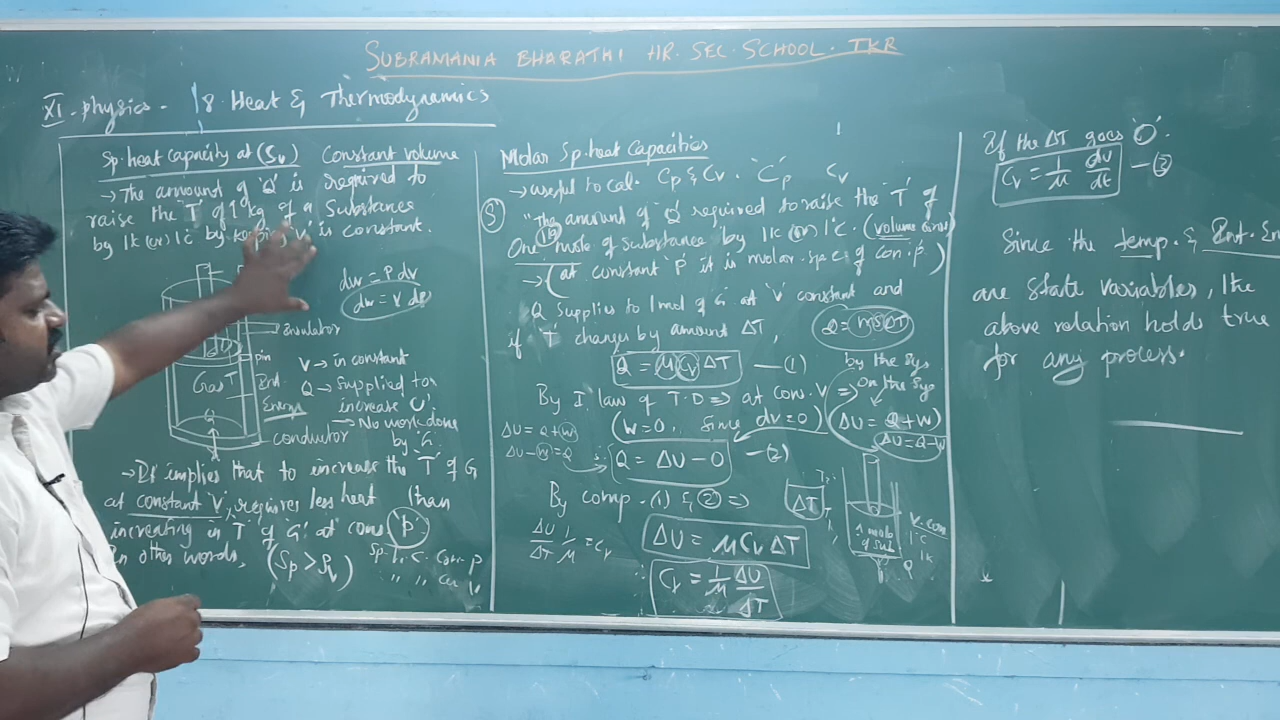 SUBRAMANIA BHARATHI HR. SEC. SCHOOL. TKR
XI. physics - 8. Heat & Thermodynamics
Sp. heat capacity at (Sv) Constant volume
→ The amount of 'Q' is required to
raise the 'T' of 1 kg of a Substance
by 1k (or) 1°c by keeping 'v' is constant.
dw = P dv
dw = V dp
Insulator
pin
Gas T
Int.
Energy
G
conductor
V → in constant
Q → Supplied to
increase 'U'.
→ No work done
by 'G'.
→ It implies that to increase the 'T' of G
at constant 'V', requires less heat than
increasing in 'T' of 'G' at cons 'p'.
In other words, (Sp > Sv)
Molar Sp. heat Capacities
→ useful to cal. Cp & Cv. Cp Cv
"The amount of 'Q' required to raise the 'T' of
One mole of Substance by 1k (or) 1°c. (volume
→ (at constant 'P' it is molar. spe. of con. p)
Q Supplies to 1 mol of G at 'V' constant and
if 'T' changes by amount ΔT,
Q = mSΔT
Q = μ Cv ΔT — (1)
by the sys
On the sys
By I law of T.D ⇒ at con. V ⇒
(W=0, Since dv=0)
(ΔU = Q + W)
ΔU = Q-W
ΔU = Q+W
ΔU - W = Q
Q = ΔU - 0 — (2)
By comp. (1) & (2) ⇒
ΔT
ΔU/ΔT 1/μ = Cv
ΔU = μ Cv ΔT
Cv = 1/μ ΔU/ΔT
1 mole
of sub
V. con
1°c
1k
Q
If the ΔT goes 'O'.
Cv = 1/μ dv/dt — (3)
Since the temp. & Int. En
are State variables, the
above relation holds true
for any process.